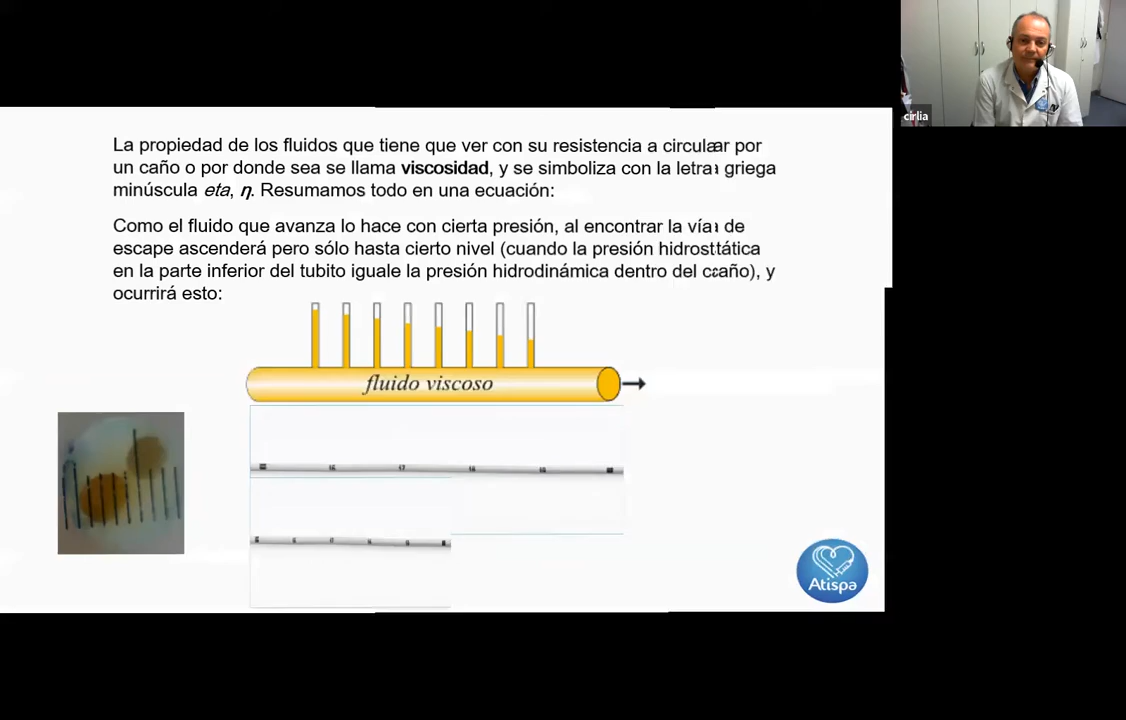 círlia
La propiedad de los fluidos que tiene que ver con su resistencia a circular por
un caño o por donde sea se llama viscosidad, y se simboliza con la letra griega
minúscula eta, η. Resumamos todo en una ecuación:
Como el fluido que avanza lo hace con cierta presión, al encontrar la vía de
escape ascenderá pero sólo hasta cierto nivel (cuando la presión hidrostática
en la parte inferior del tubito iguale la presión hidrodinámica dentro del caño), y
ocurrirá esto:
fluido viscoso
Atispa